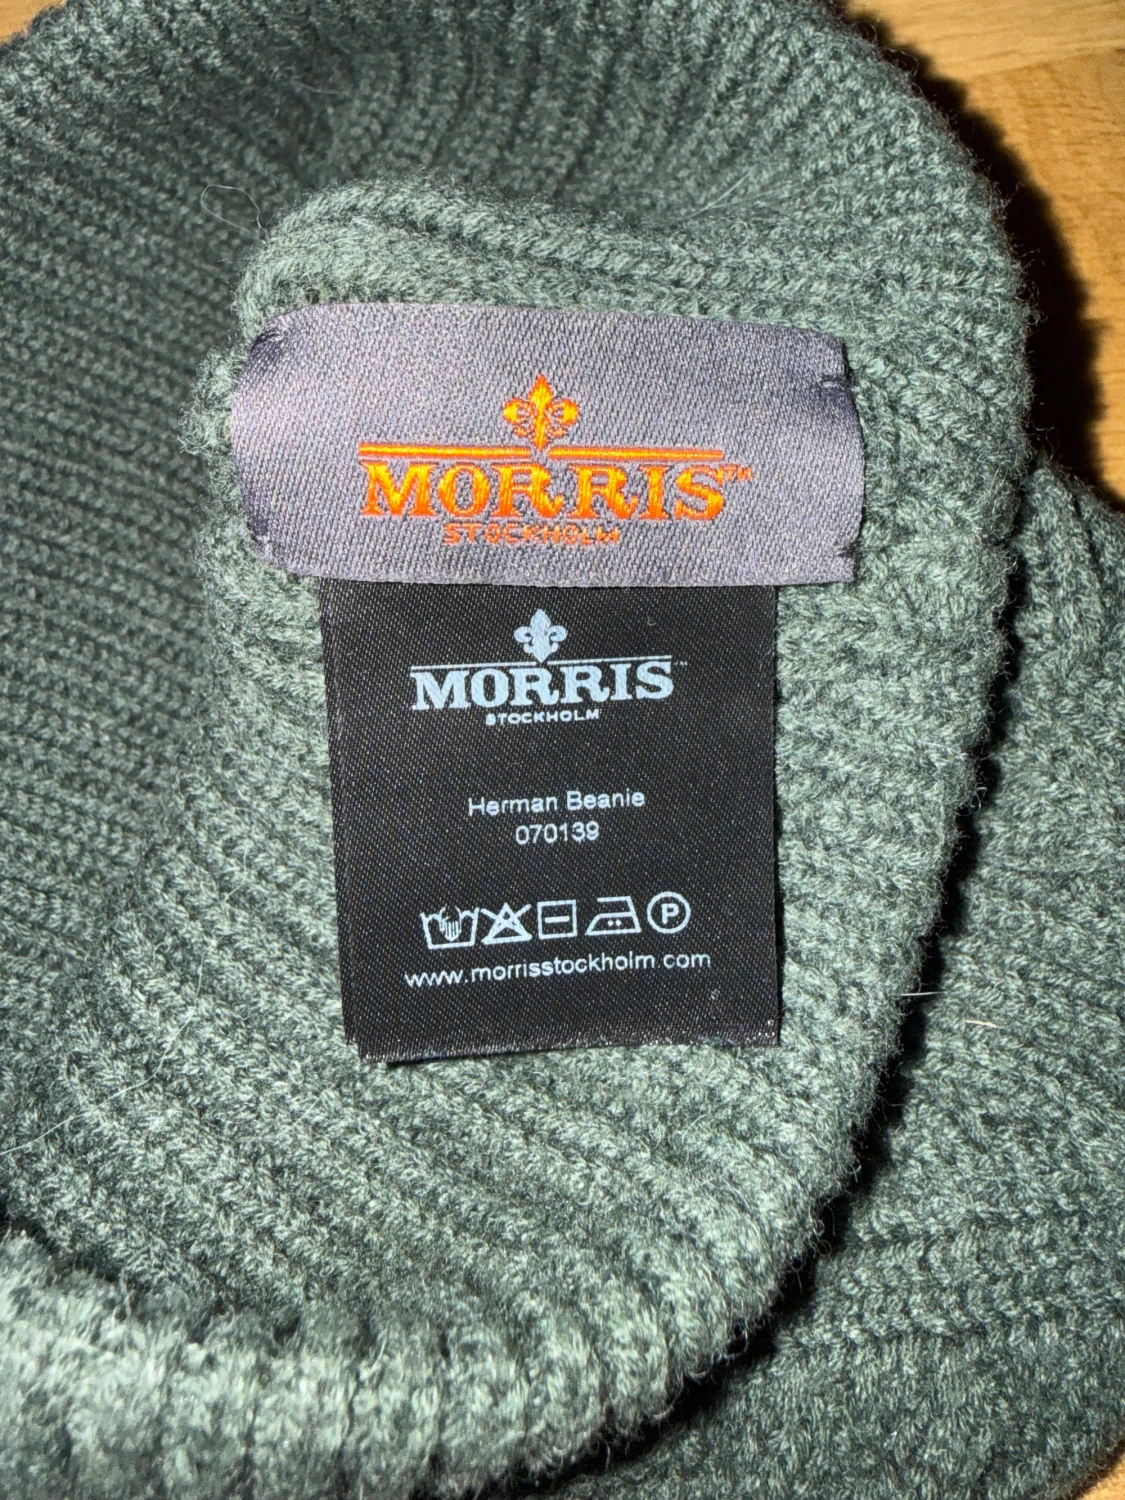 MORRIS™
STOCKHOLM
MORRIS™
STOCKHOLM
Herman Beanie
070139
P
www.morrisstockholm.com